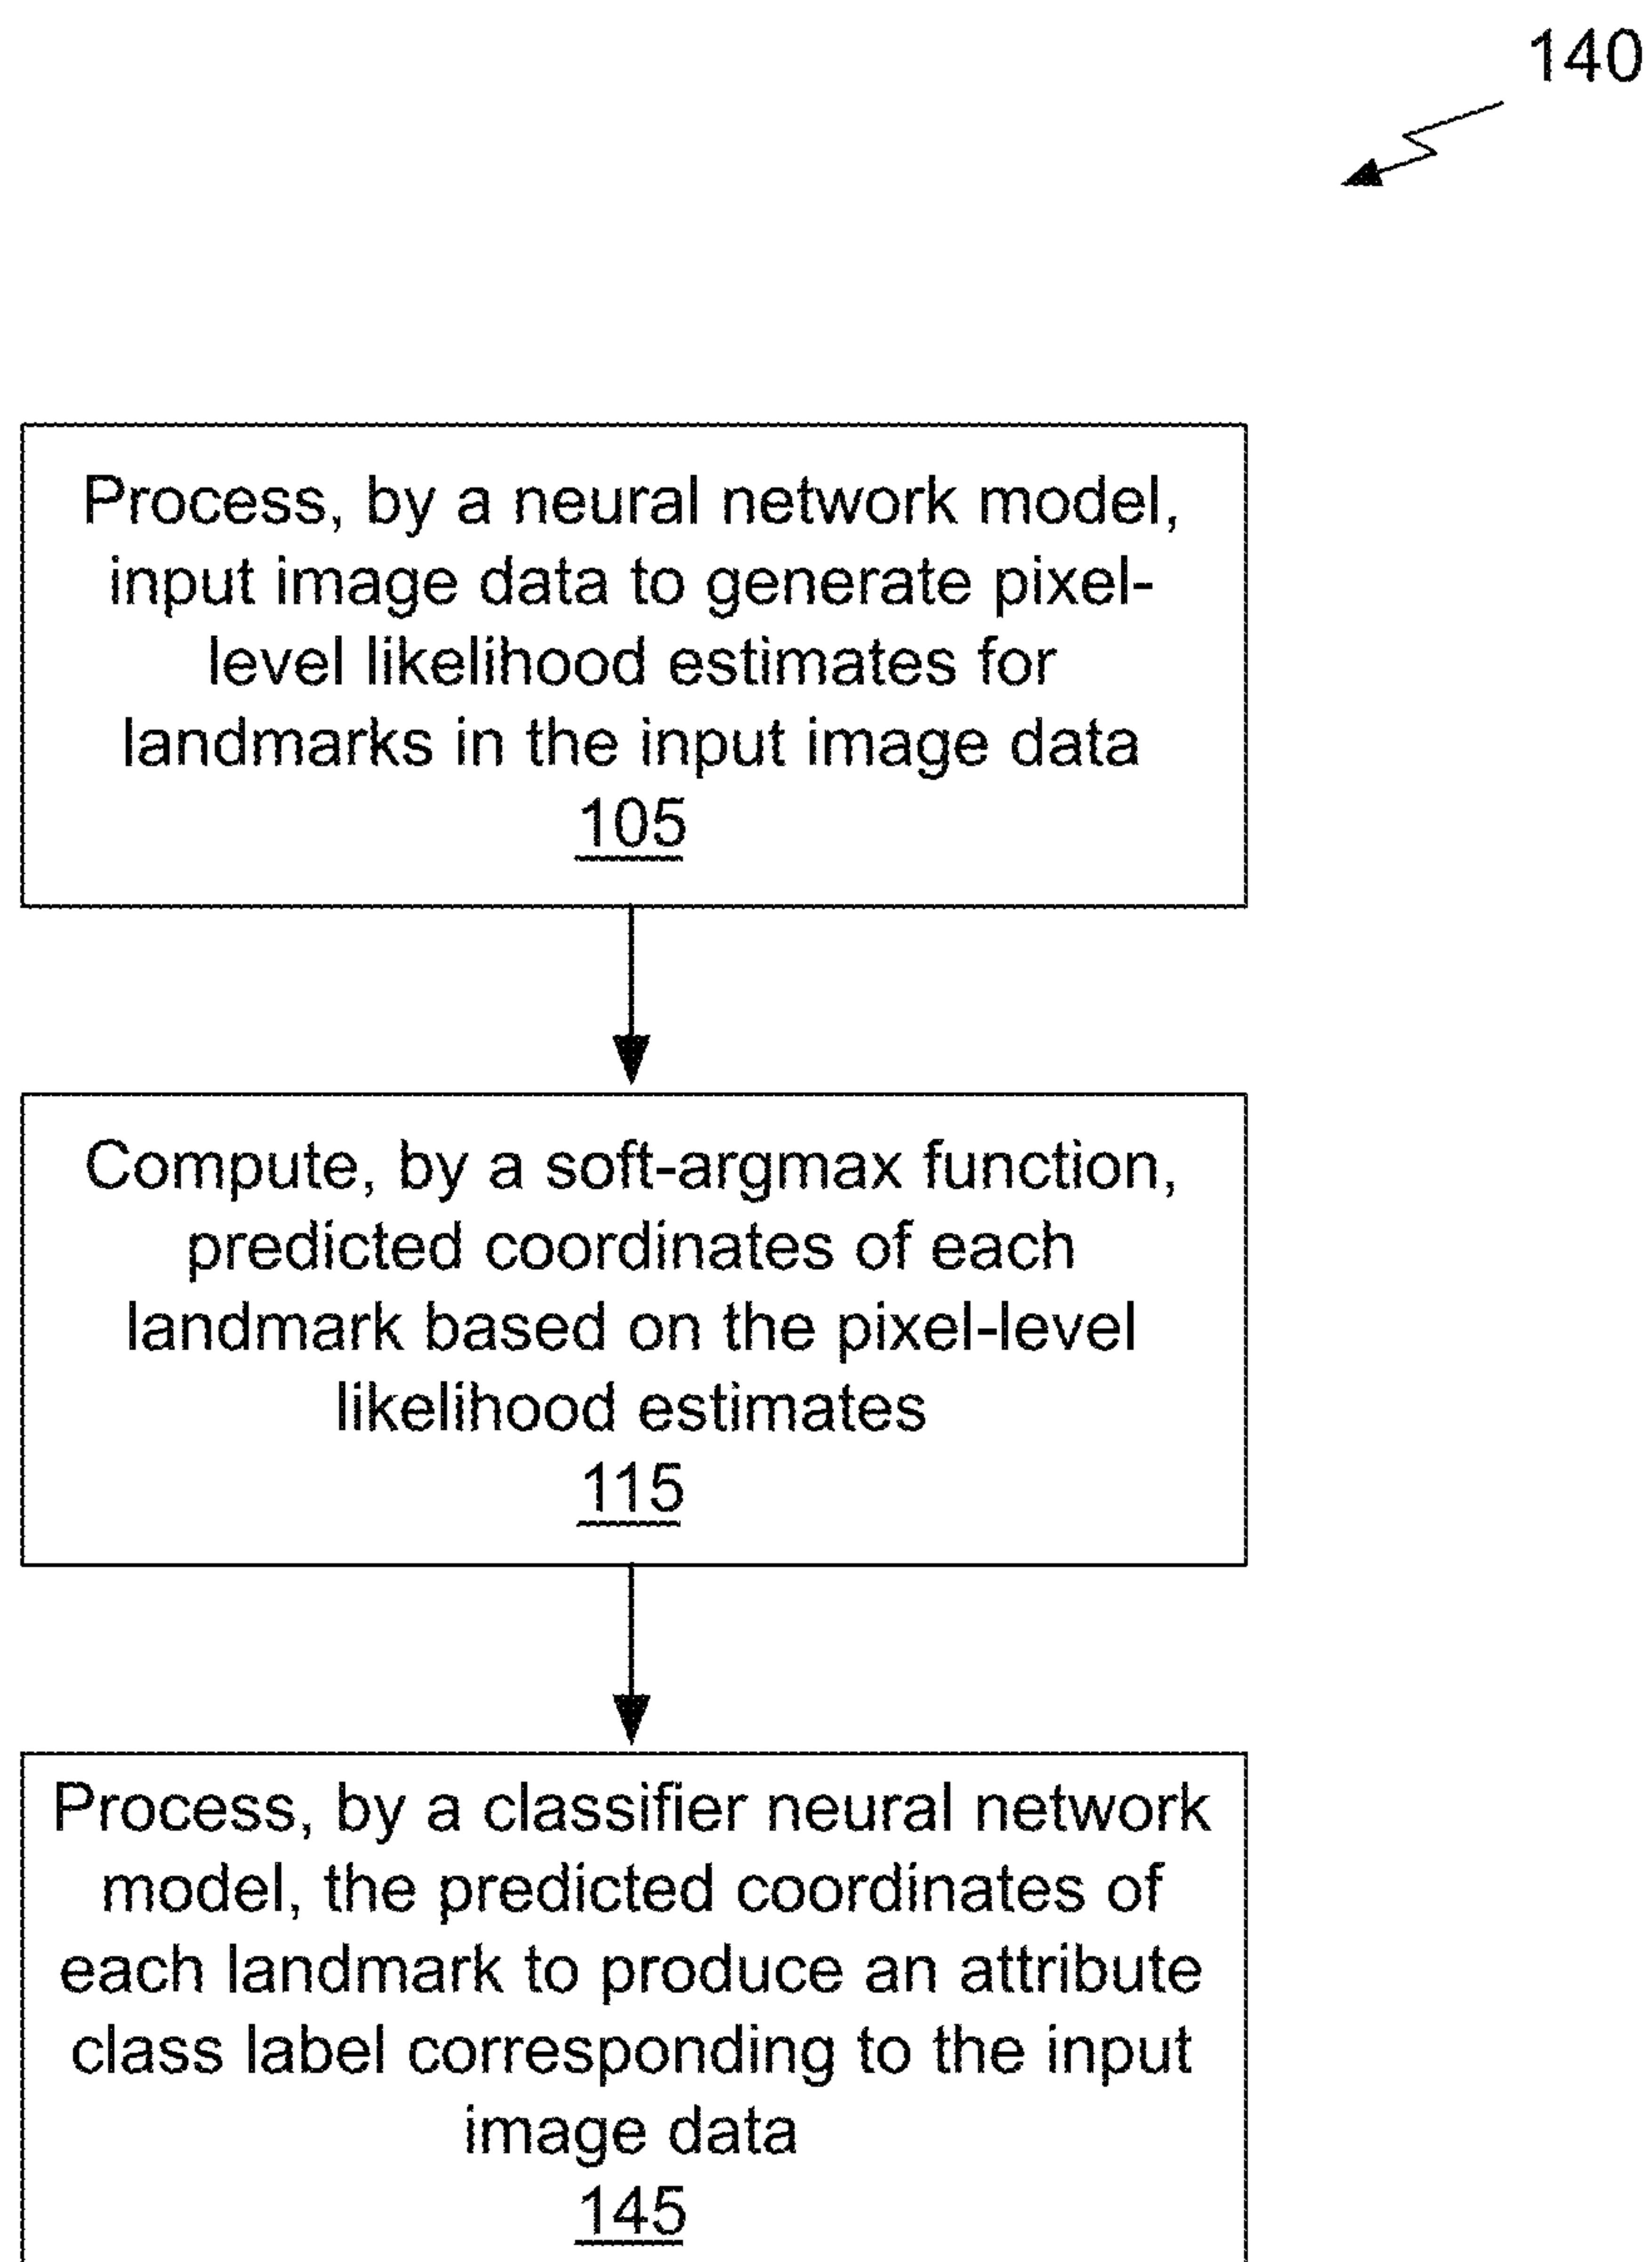 140
Process, by a neural network model,
input image data to generate pixel-
level likelihood estimates for
landmarks in the input image data
105
Compute, by a soft-argmax function,
predicted coordinates of each
landmark based on the pixel-level
likelihood estimates
115
Process, by a classifier neural network
model, the predicted coordinates of
each landmark to produce an attribute
class label corresponding to the input
image data
145